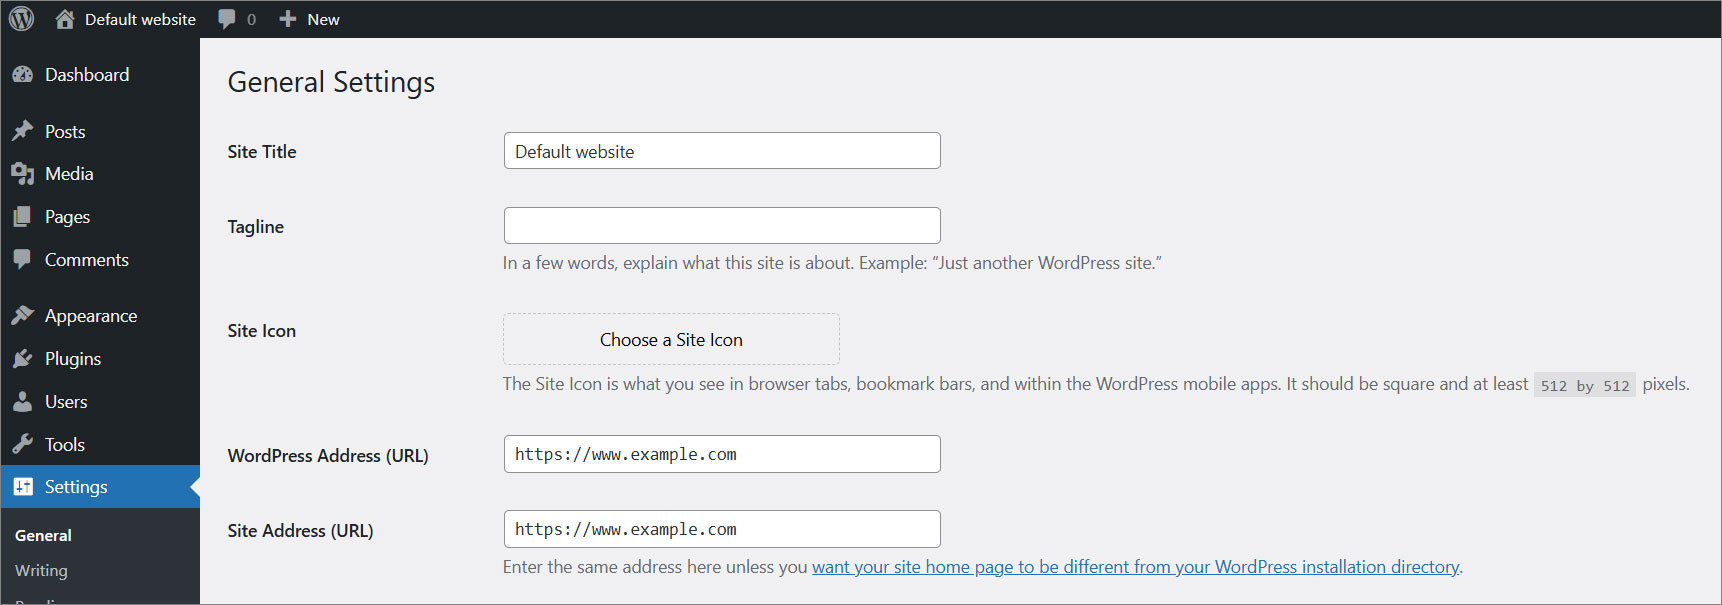 Default website 0 New
Dashboard
Posts
Media
Pages
Comments
Appearance
Plugins
Users
Tools
Settings
General
Writing
General Settings
Site Title
Default website
Tagline
In a few words, explain what this site is about. Example: “Just another WordPress site.”
Site Icon
Choose a Site Icon
The Site Icon is what you see in browser tabs, bookmark bars, and within the WordPress mobile apps. It should be square and at least 512 by 512 pixels.
WordPress Address (URL)
https://www.example.com
Site Address (URL)
https://www.example.com
Enter the same address here unless you want your site home page to be different from your WordPress installation directory.